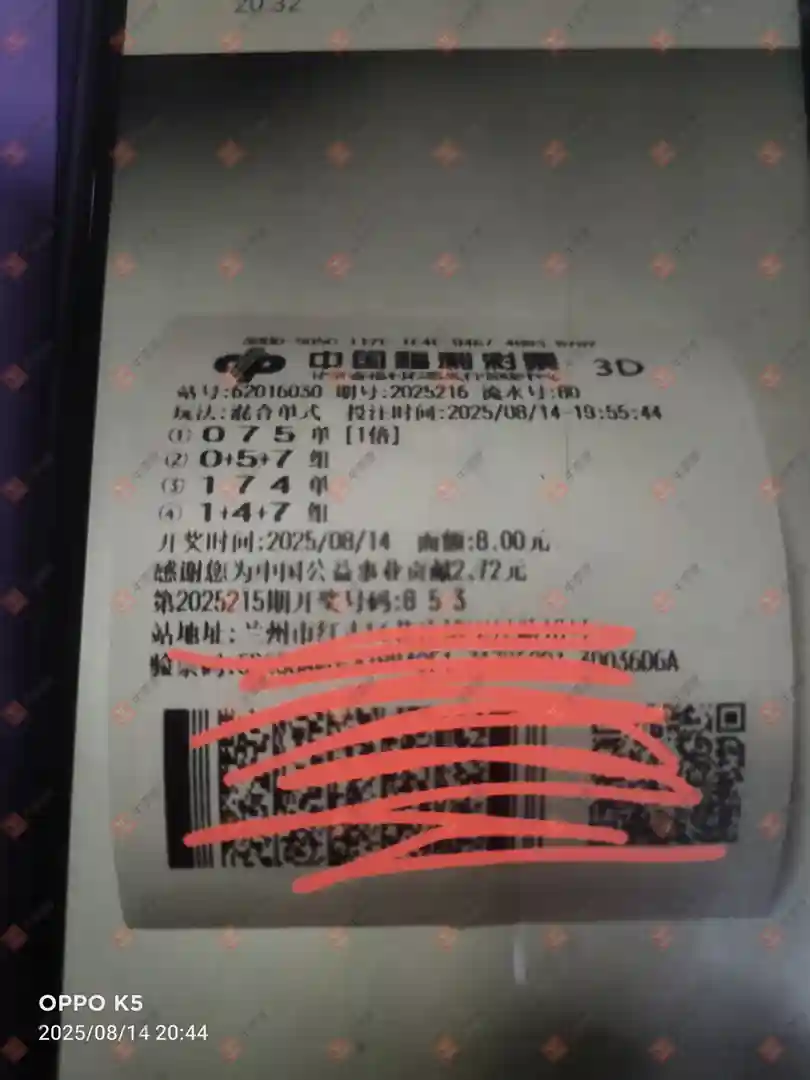 20:32
中国福利彩票 3D
站号:62016030 期号:2025216 流水号:80
玩法:混合单式 投注时间:2025/08/14-19:55:44
(1) 0 7 5 单 [1倍]
(2) 0+5+7 组
(3) 1 7 4 单
(4) 1+4+7 组
开奖时间:2025/08/14 面额:8.00元
感谢您为中国公益事业贡献2.72元
第2025215期开奖号码:8 5 3
站地址:兰州市红
验票码:
3D036D6A
OPPO K5
2025/08/14 20:44